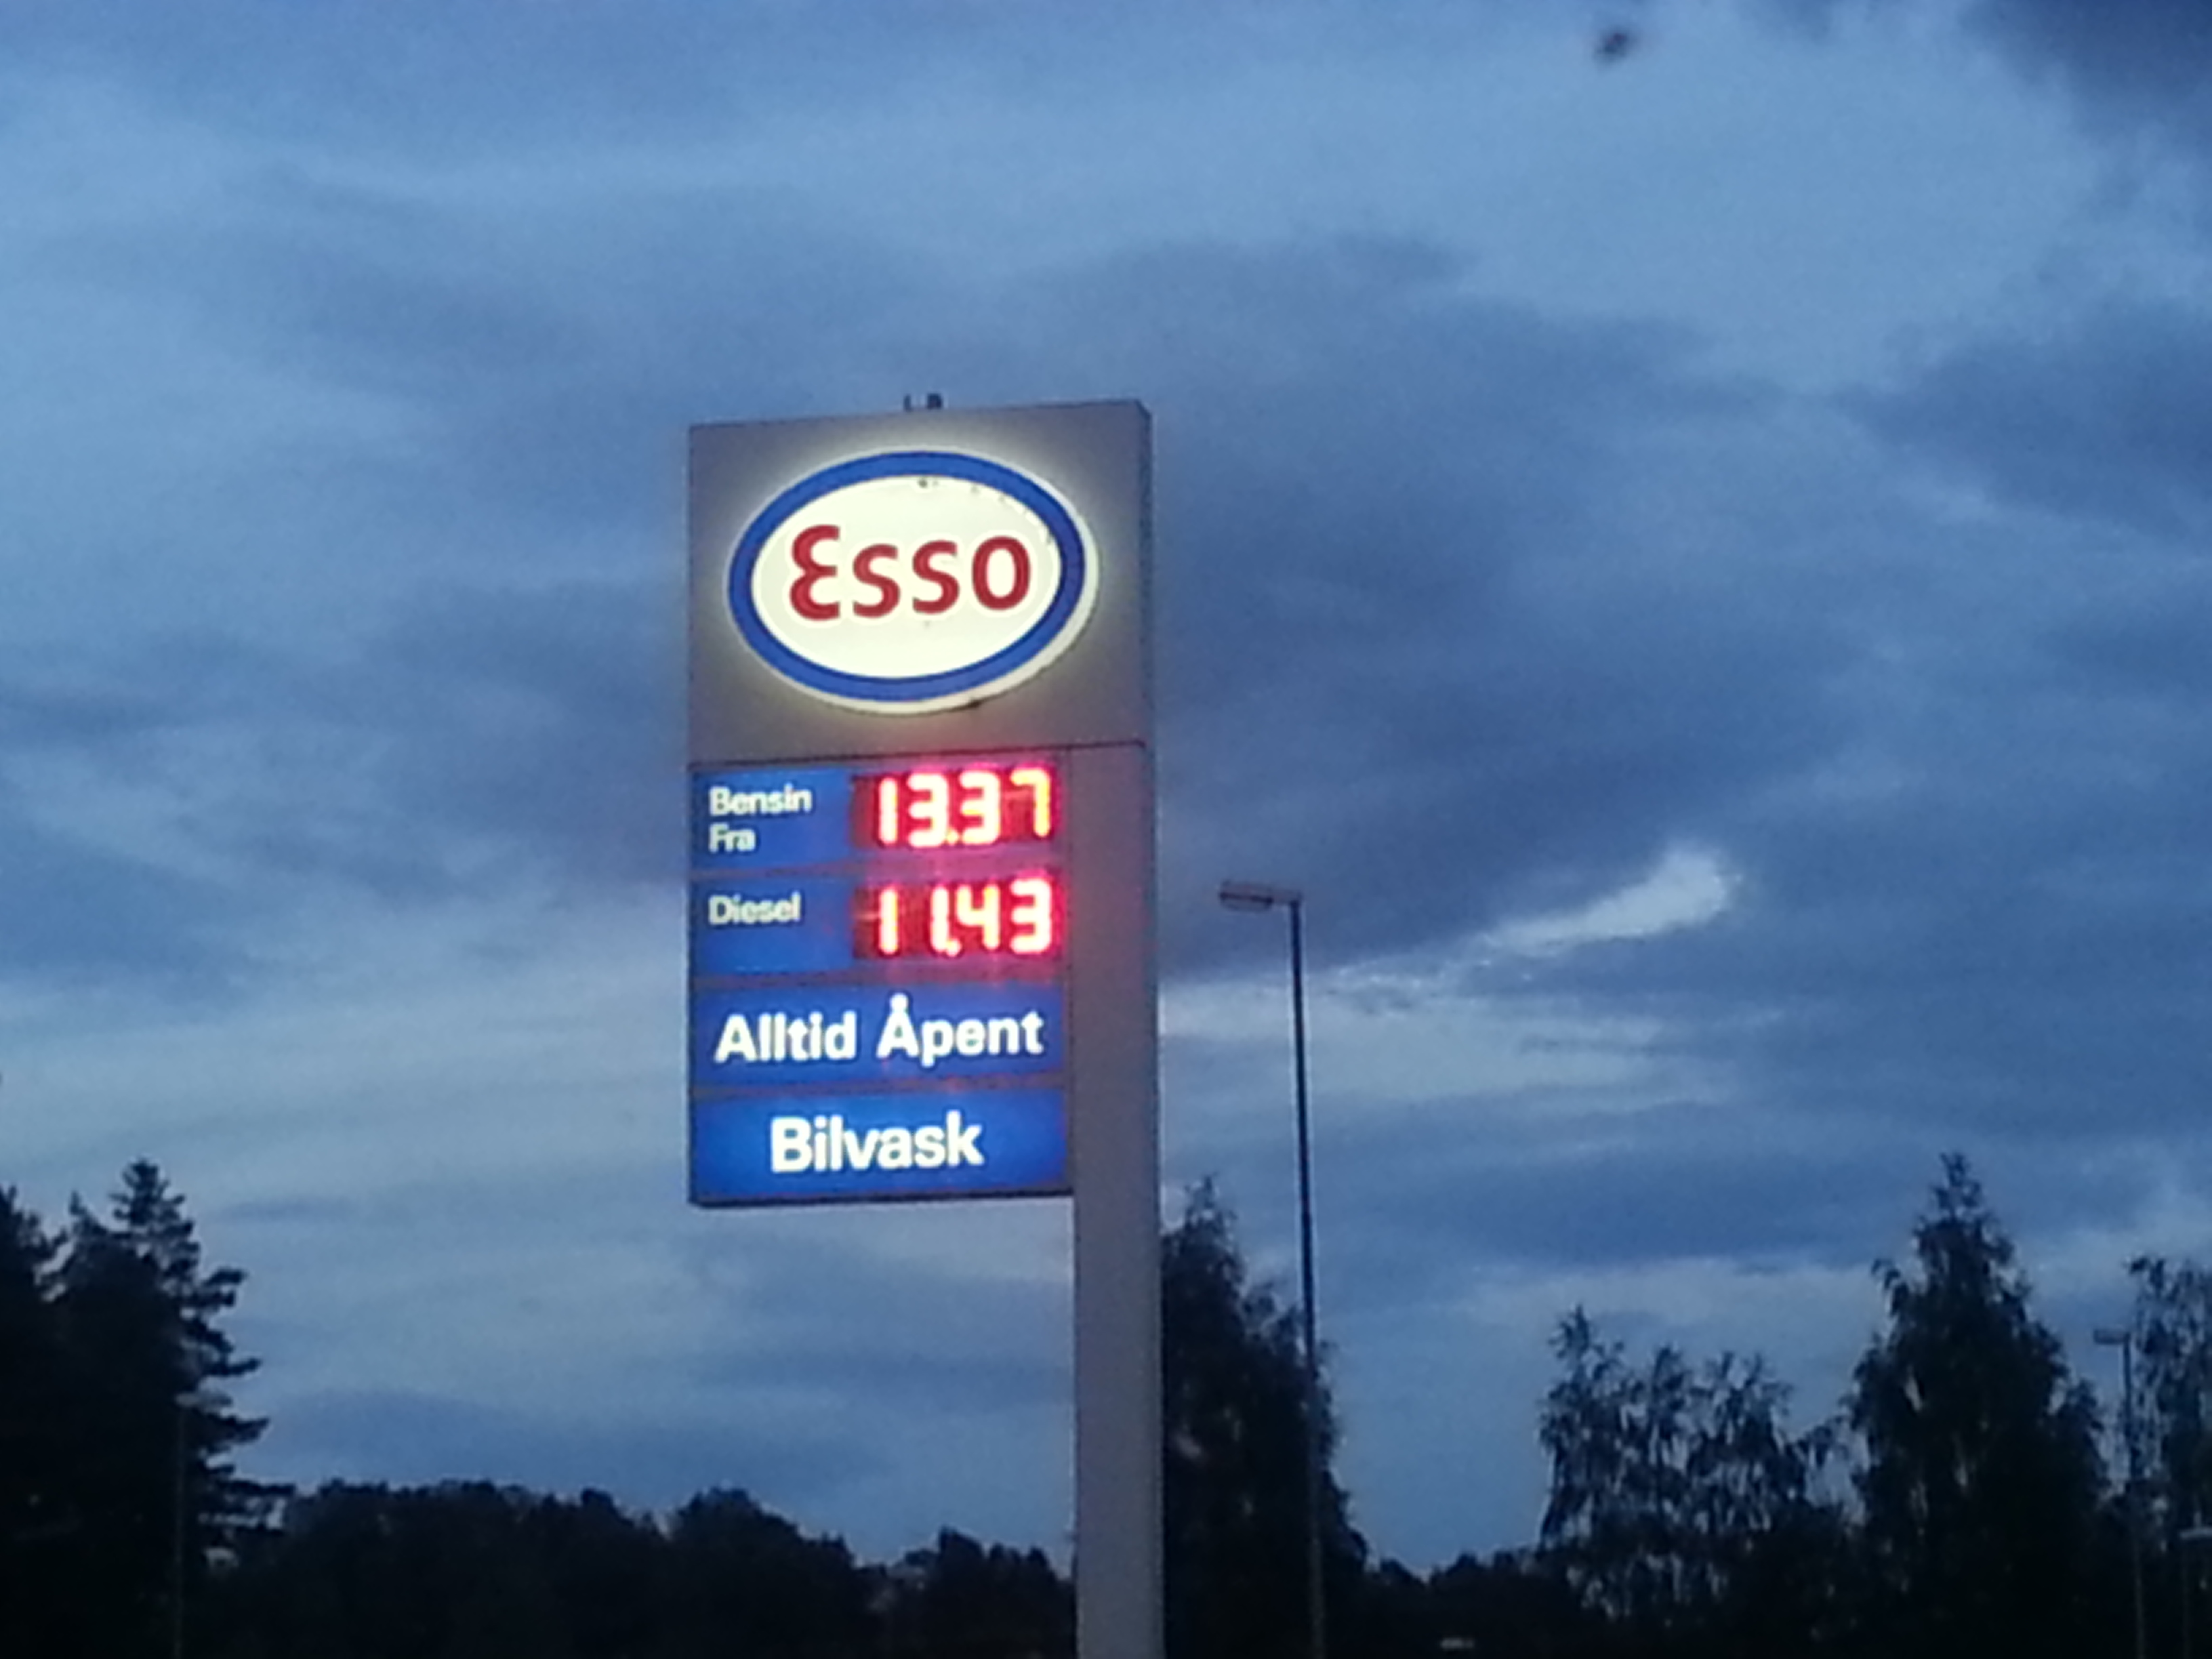 Esso
Bensin 13.37
Fra
Diesel 11.43
Alltid Åpent
Bilvask